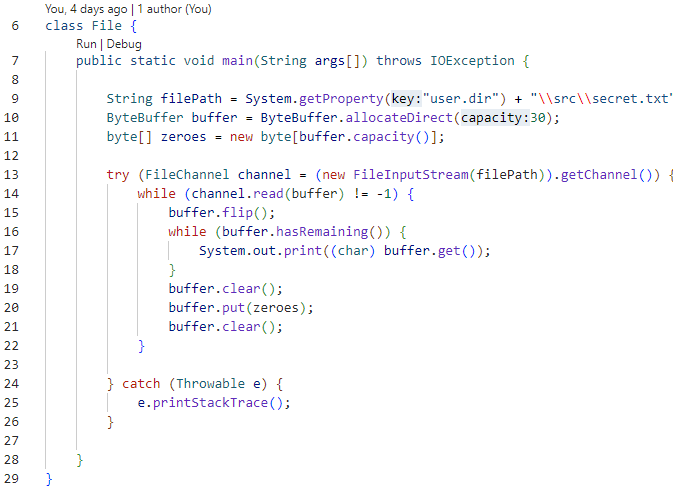 You, 4 days ago | 1 author (You)
6 class File {
Run | Debug
7 public static void main(String args[]) throws IOException {
8
9 String filePath = System.getProperty(key:"user.dir") + "\\src\\secret.txt"
10 ByteBuffer buffer = ByteBuffer.allocateDirect(capacity:30);
11 byte[] zeroes = new byte[buffer.capacity()];
12
13 try (FileChannel channel = (new FileInputStream(filePath)).getChannel()) {
14 while (channel.read(buffer) != -1) {
15 buffer.flip();
16 while (buffer.hasRemaining()) {
17 System.out.print((char) buffer.get());
18 }
19 buffer.clear();
20 buffer.put(zeroes);
21 buffer.clear();
22 }
23
24 } catch (Throwable e) {
25 e.printStackTrace();
26 }
27
28 }
29 }